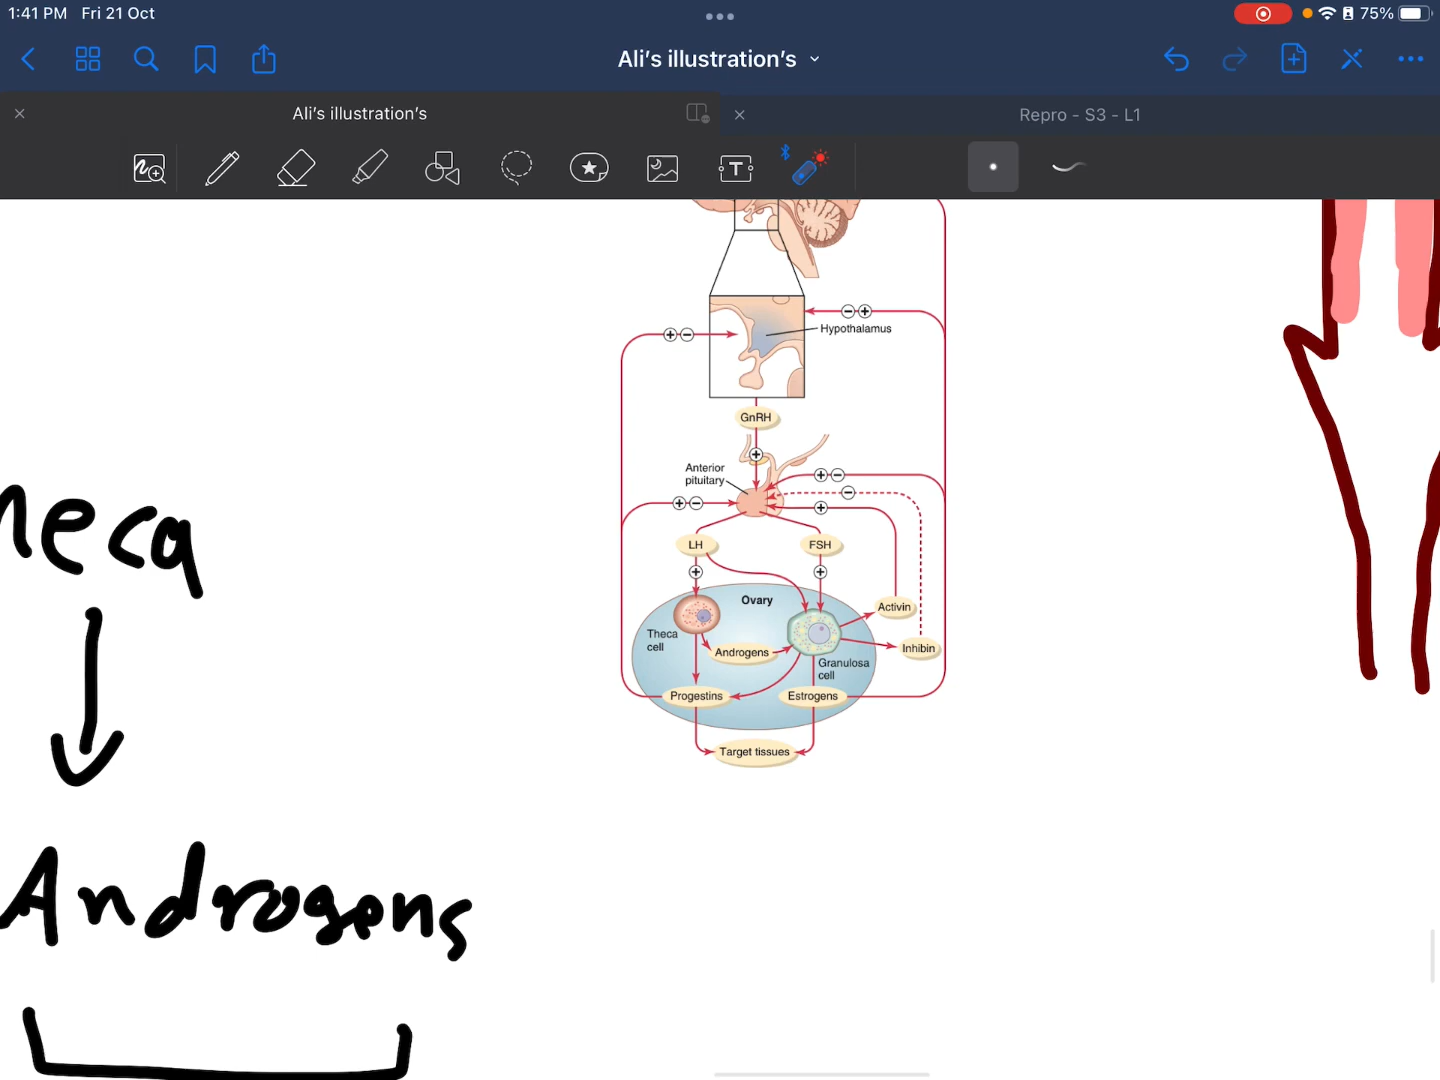 1:41 PM Fri 21 Oct
75%
Ali's illustration's
Ali's illustration's
Repro - S3 - L1
T
Hypothalamus
GnRH
Anterior
pituitary
LH
FSH
Ovary
Activin
Theca
cell
Androgens
Inhibin
Granulosa
cell
Progestins
Estrogens
Target tissues
heca
Androgens